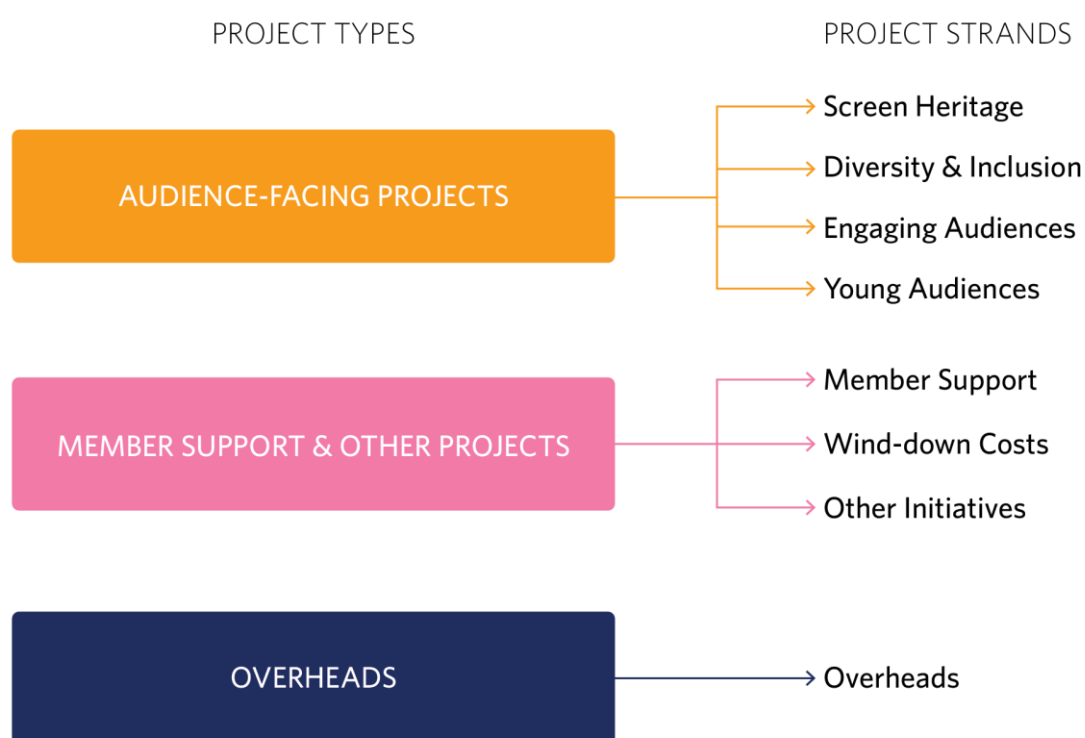 PROJECT TYPES
PROJECT STRANDS
AUDIENCE-FACING PROJECTS
Screen Heritage
Diversity & Inclusion
Engaging Audiences
Young Audiences
MEMBER SUPPORT & OTHER PROJECTS
Member Support
Wind-down Costs
Other Initiatives
OVERHEADS
Overheads